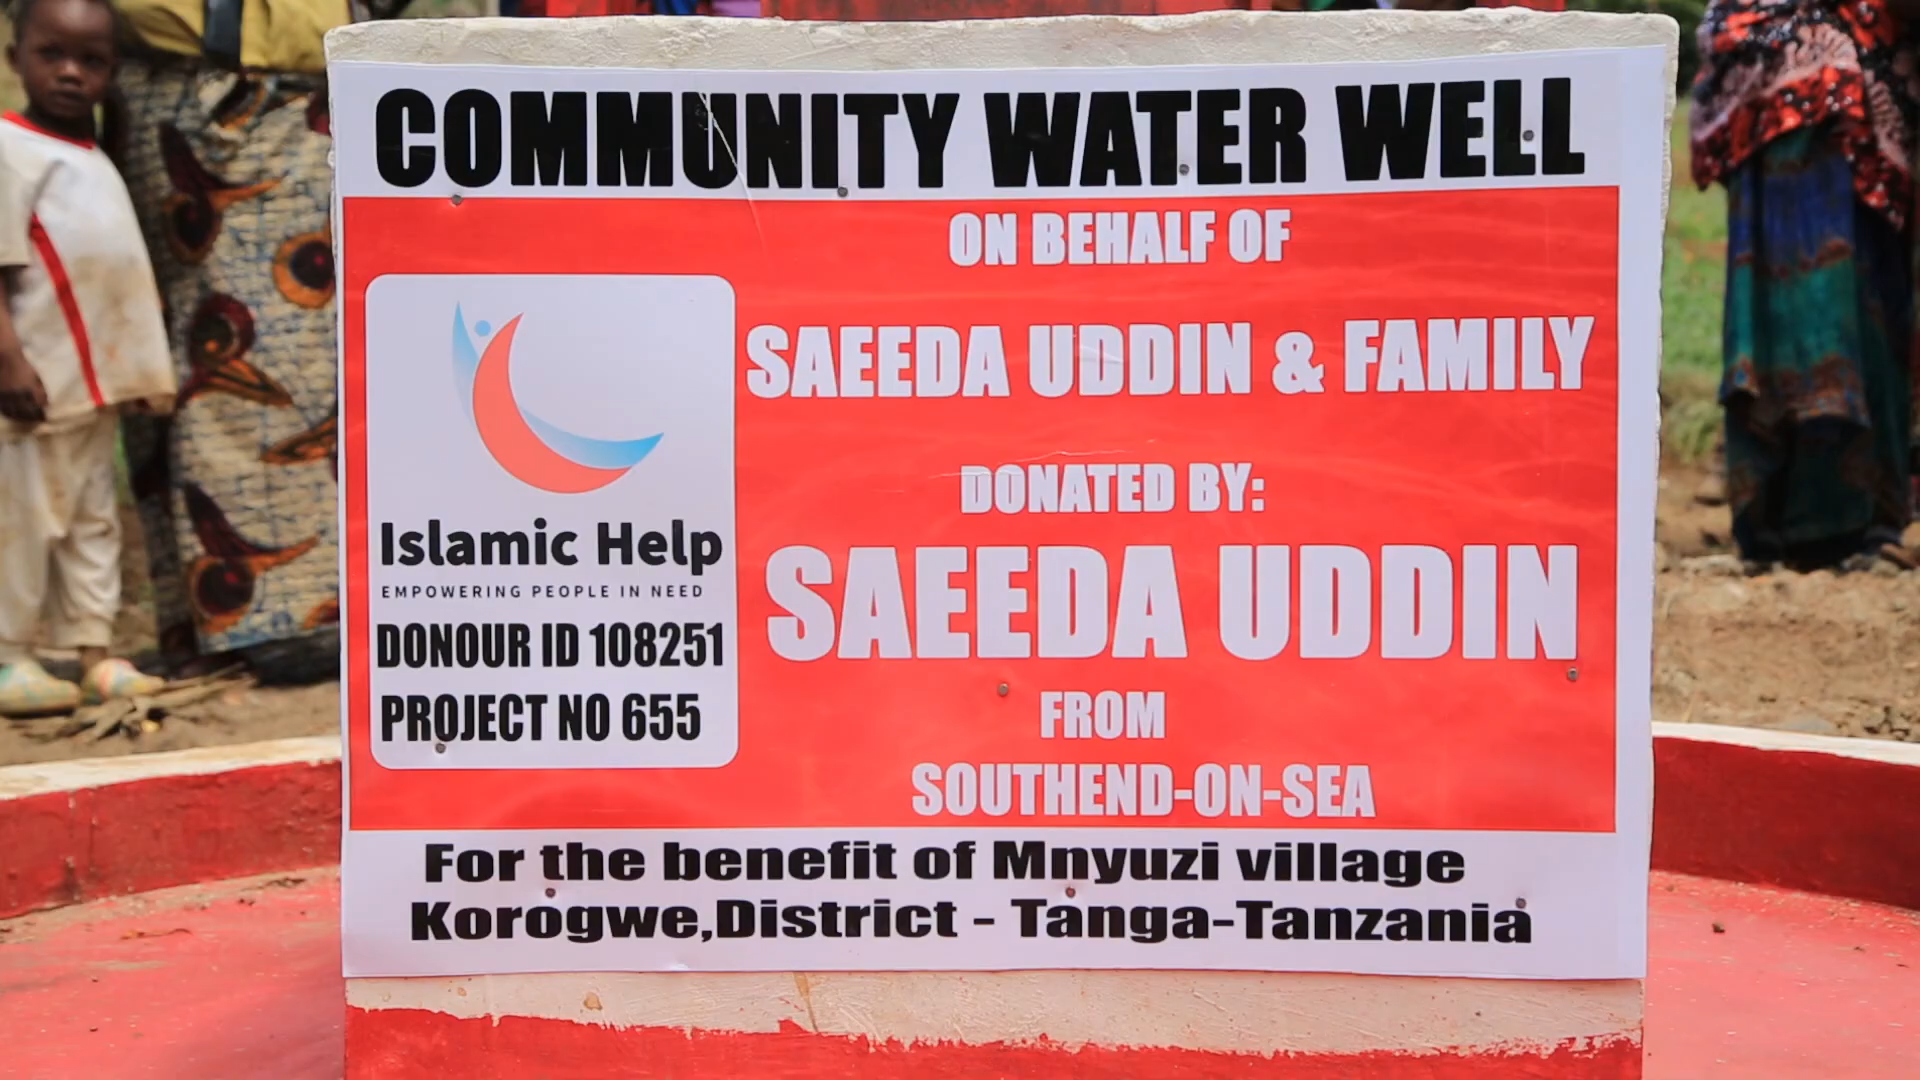 COMMUNITY WATER WELL
ON BEHALF OF
SAEEDA UDDIN & FAMILY
DONATED BY:
SAEEDA UDDIN
FROM
SOUTHEND-ON-SEA
Islamic Help
EMPOWERING PEOPLE IN NEED
DONOUR ID 108251
PROJECT NO 655
For the benefit of Mnyuzi village
Korogwe,District - Tanga-Tanzania